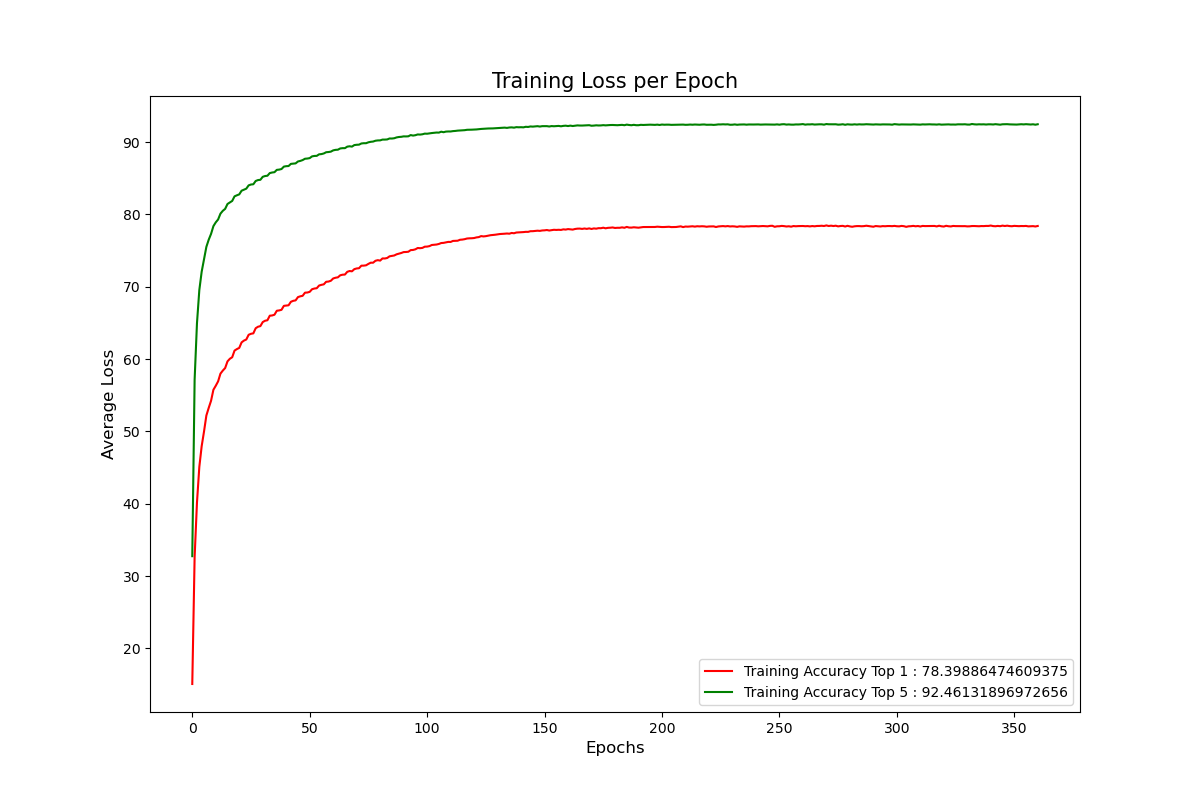 Training Loss per Epoch
Average Loss
90
80
70
60
50
40
30
20
Training Accuracy Top 1 : 78.39886474609375
Training Accuracy Top 5 : 92.46131896972656
0 50 100 150 200 250 300 350
Epochs